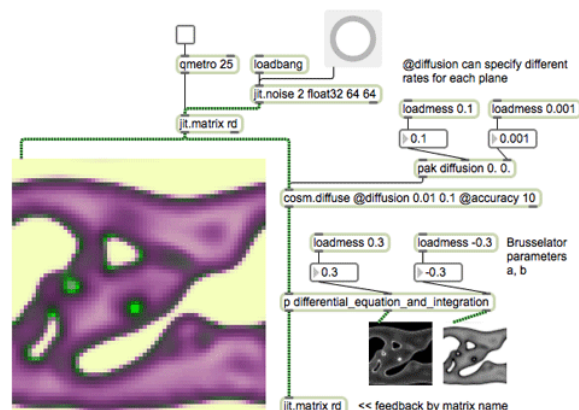 qmetro 25
loadbang
@diffusion can specify different
rates for each plane
jit.noise 2 float32 64 64
loadmess 0.1
loadmess 0.001
jit.matrix rd
0.1
0.001
pak diffusion 0. 0.
cosm.diffuse @diffusion 0.01 0.1 @accuracy 10
loadmess 0.3
loadmess -0.3
Brusselator
parameters
a, b
0.3
-0.3
p differential_equation_and_integration
jit.matrix rd
<< feedback by matrix name